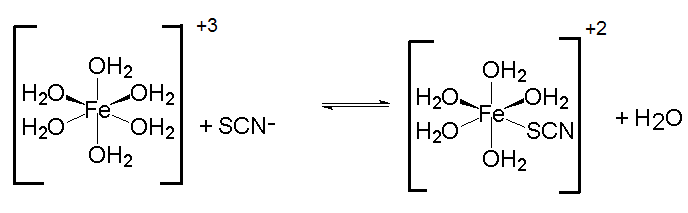 +3
OH₂
H₂O OH₂
Fe
H₂O OH₂
OH₂
+ SCN⁻
+2
OH₂
H₂O OH₂
Fe
H₂O SCN
OH₂
+ H₂O